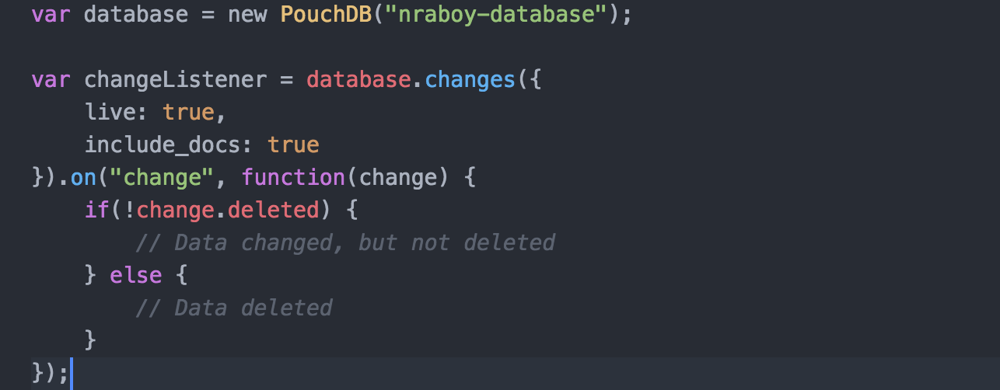 var database = new PouchDB("nraboy-database");

var changeListener = database.changes({
    live: true,
    include_docs: true
}).on("change", function(change) {
    if(!change.deleted) {
        // Data changed, but not deleted
    } else {
        // Data deleted
    }
});